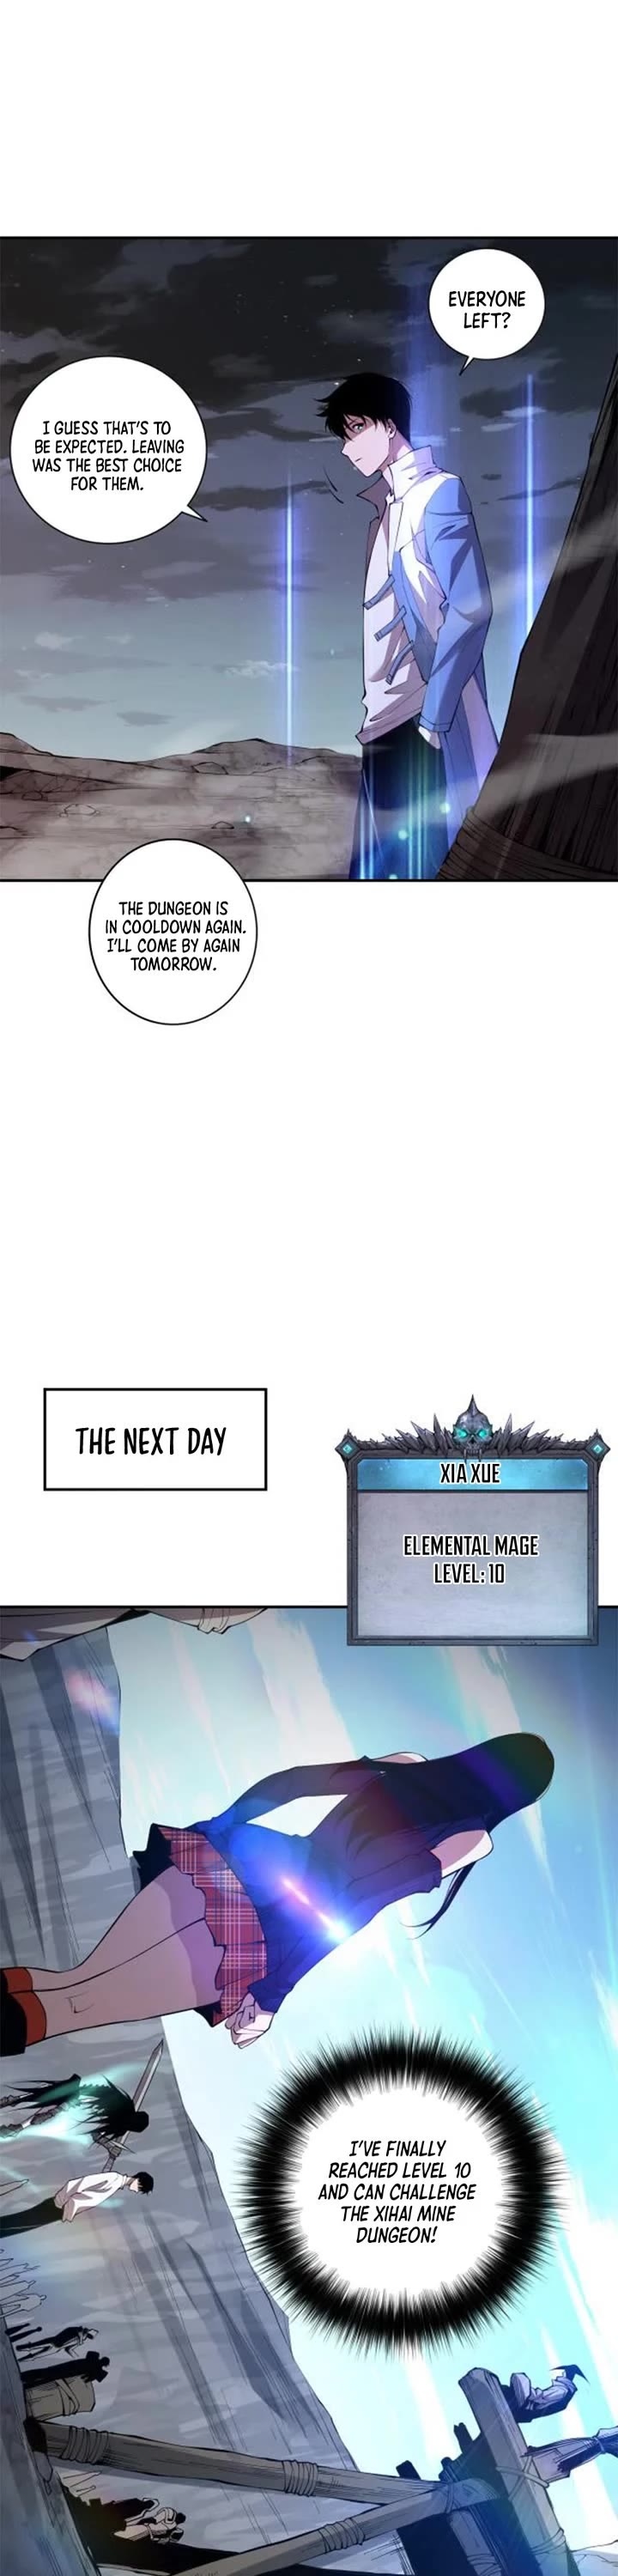 EVERYONE
LEFT?
I GUESS THAT'S TO
BE EXPECTED. LEAVING
WAS THE BEST CHOICE
FOR THEM.
THE DUNGEON IS
IN COOLDOWN AGAIN.
I'LL COME BY AGAIN
TOMORROW.
THE NEXT DAY
XIA XUE
ELEMENTAL MAGE
LEVEL: 10
I'VE FINALLY
REACHED LEVEL 10
AND CAN CHALLENGE
THE XIHAI MINE
DUNGEON!